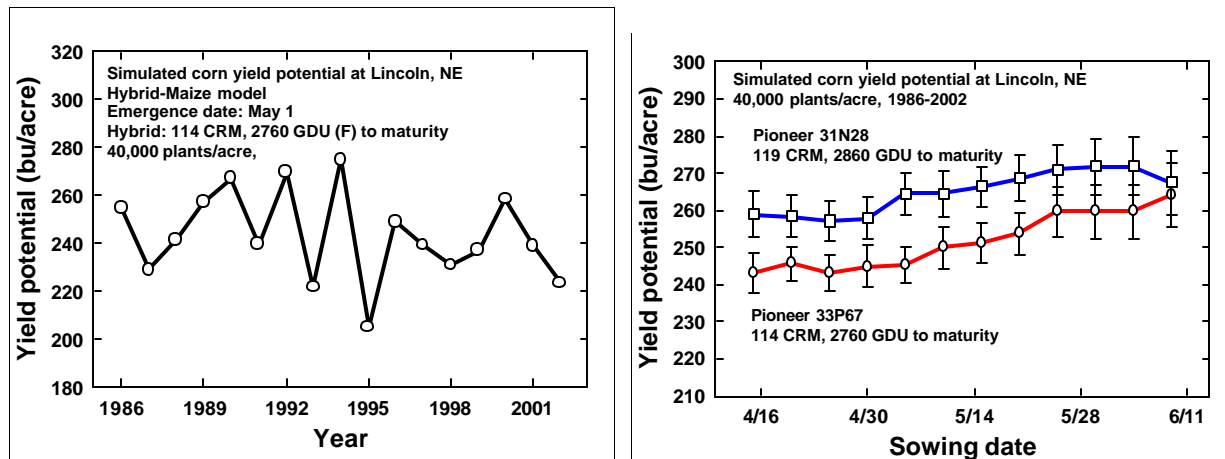 Yield potential (bu/acre)
320
300
280
260
240
220
200
180
Simulated corn yield potential at Lincoln, NE
Hybrid-Maize model
Emergence date: May 1
Hybrid: 114 CRM, 2760 GDU (F) to maturity
40,000 plants/acre,
1986
1989
1992
1995
1998
2001
Year
Yield potential (bu/acre)
300
290
280
270
260
250
240
230
220
210
Simulated corn yield potential at Lincoln, NE
40,000 plants/acre, 1986-2002
Pioneer 31N28
119 CRM, 2860 GDU to maturity
Pioneer 33P67
114 CRM, 2760 GDU to maturity
4/16
4/30
5/14
5/28
6/11
Sowing date